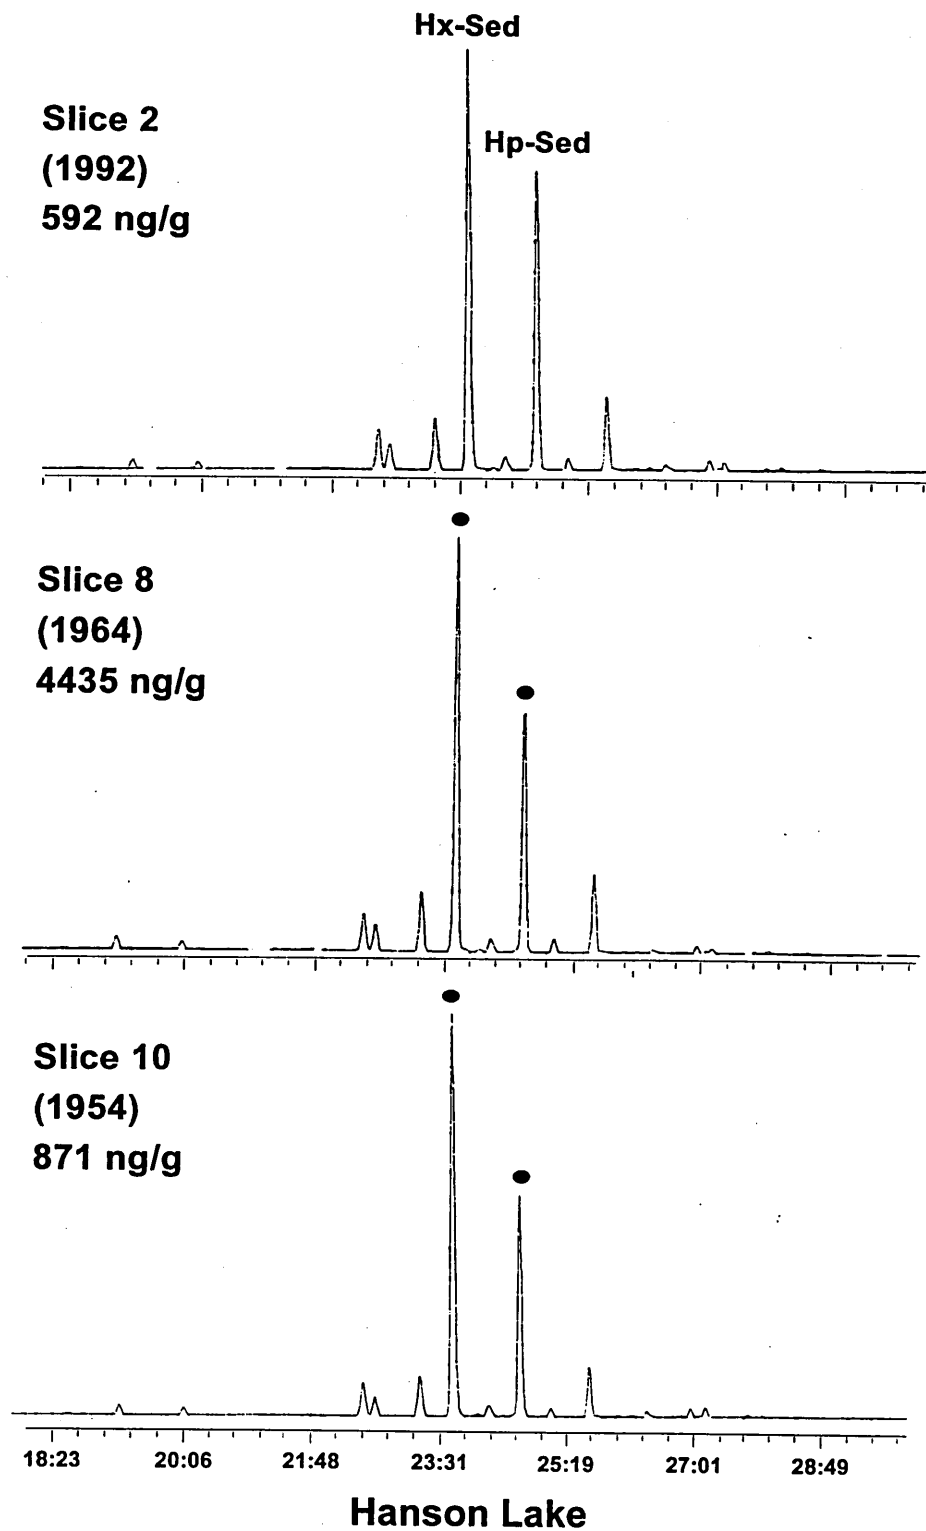 Hx-Sed
Slice 2
(1992)
592 ng/g
Hp-Sed
Slice 8
(1964)
4435 ng/g
Slice 10
(1954)
871 ng/g
18:23 20:06 21:48 23:31 25:19 27:01 28:49
Hanson Lake